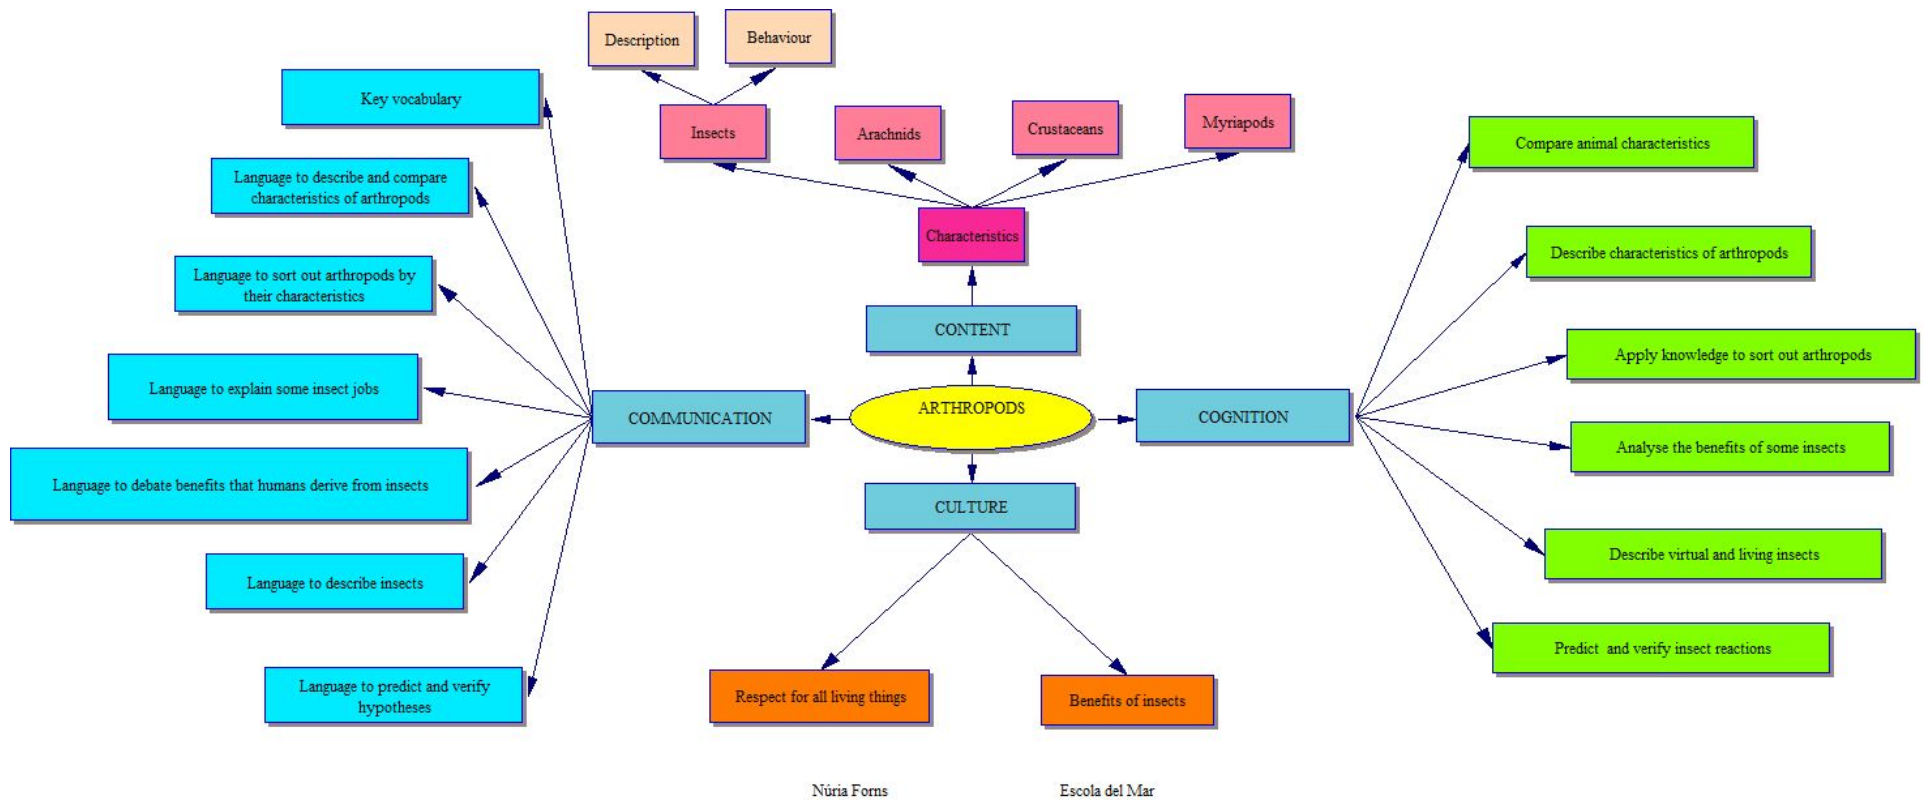 Description
Behaviour
Key vocabulary
Insects
Arachnids
Crustaceans
Myriapods
Compare animal characteristics
Language to describe and compare
characteristics of arthropods
Characteristics
Describe characteristics of arthropods
Language to sort out arthropods by
their characteristics
CONTENT
Apply knowledge to sort out arthropods
Language to explain some insect jobs
COMMUNICATION
ARTHROPODS
COGNITION
Analyse the benefits of some insects
Language to debate benefits that humans derive from insects
CULTURE
Describe virtual and living insects
Language to describe insects
Predict  and verify insect reactions
Language to predict and verify
hypotheses
Respect for all living things
Benefits of insects
Núria Forns
Escola del Mar